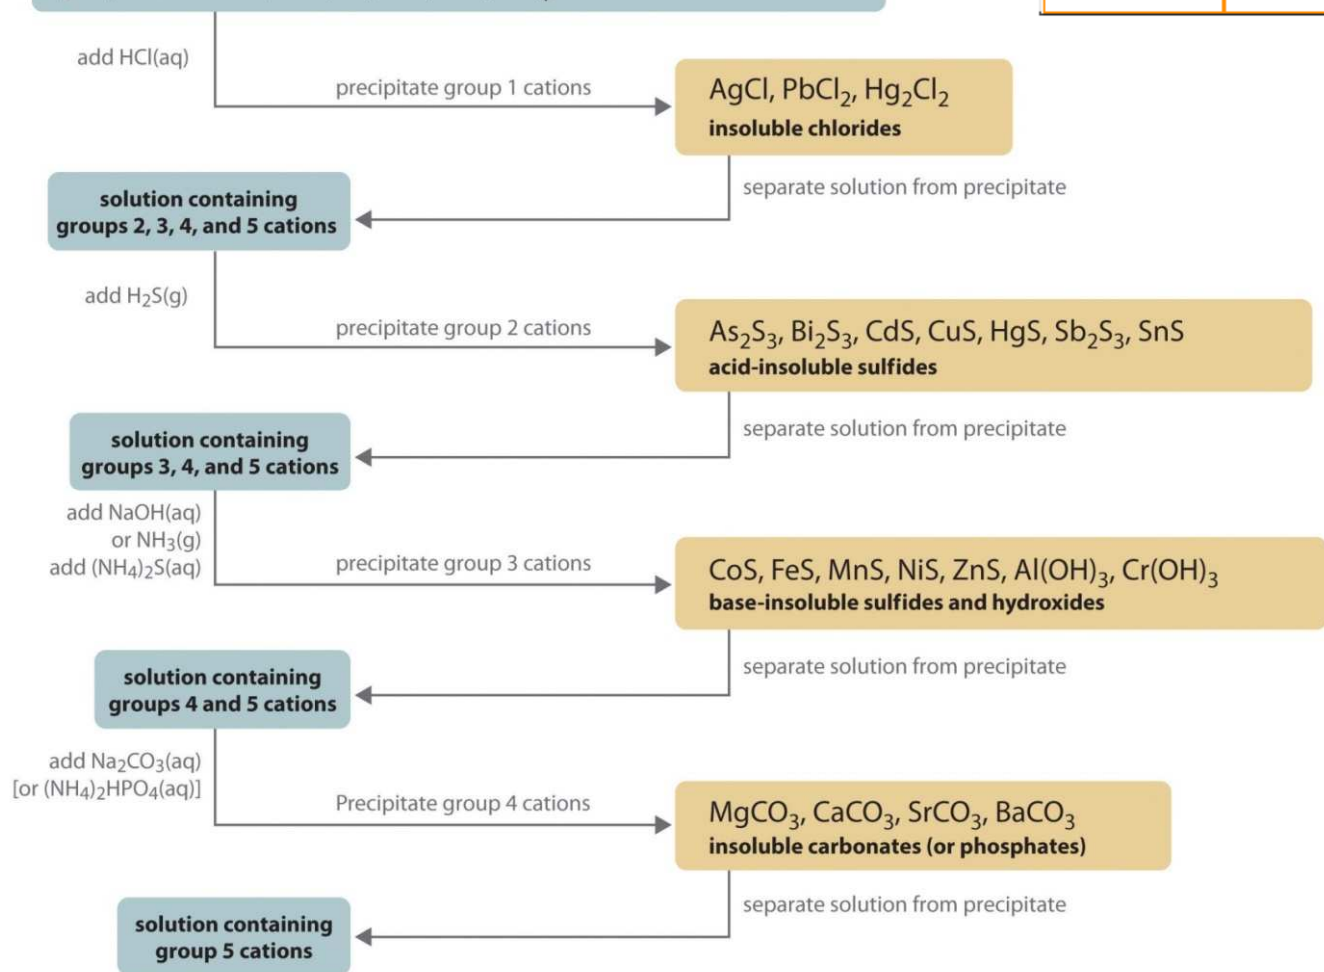 add HCl(aq)
precipitate group 1 cations
AgCl, PbCl₂, Hg₂Cl₂
insoluble chlorides
separate solution from precipitate
solution containing
groups 2, 3, 4, and 5 cations
add H₂S(g)
precipitate group 2 cations
As₂S₃, Bi₂S₃, CdS, CuS, HgS, Sb₂S₃, SnS
acid-insoluble sulfides
separate solution from precipitate
solution containing
groups 3, 4, and 5 cations
add NaOH(aq)
or NH₃(g)
add (NH₄)₂S(aq)
precipitate group 3 cations
CoS, FeS, MnS, NiS, ZnS, Al(OH)₃, Cr(OH)₃
base-insoluble sulfides and hydroxides
separate solution from precipitate
solution containing
groups 4 and 5 cations
add Na₂CO₃(aq)
[or (NH₄)₂HPO₄(aq)]
Precipitate group 4 cations
MgCO₃, CaCO₃, SrCO₃, BaCO₃
insoluble carbonates (or phosphates)
separate solution from precipitate
solution containing
group 5 cations